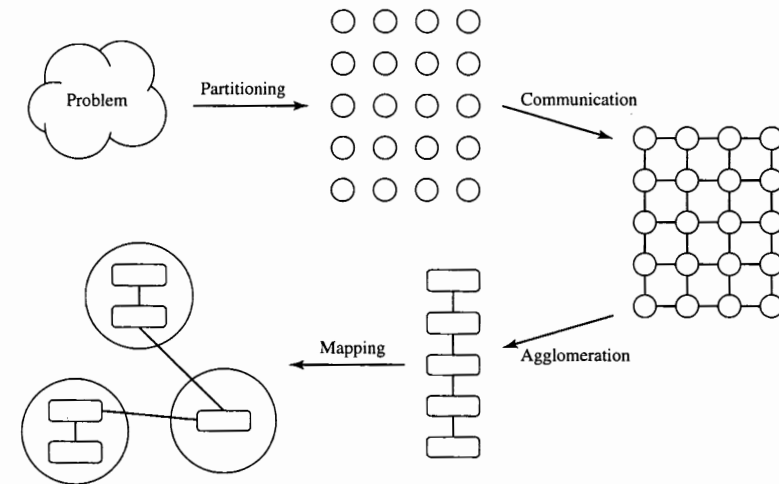 Problem
Partitioning
Communication
Agglomeration
Mapping